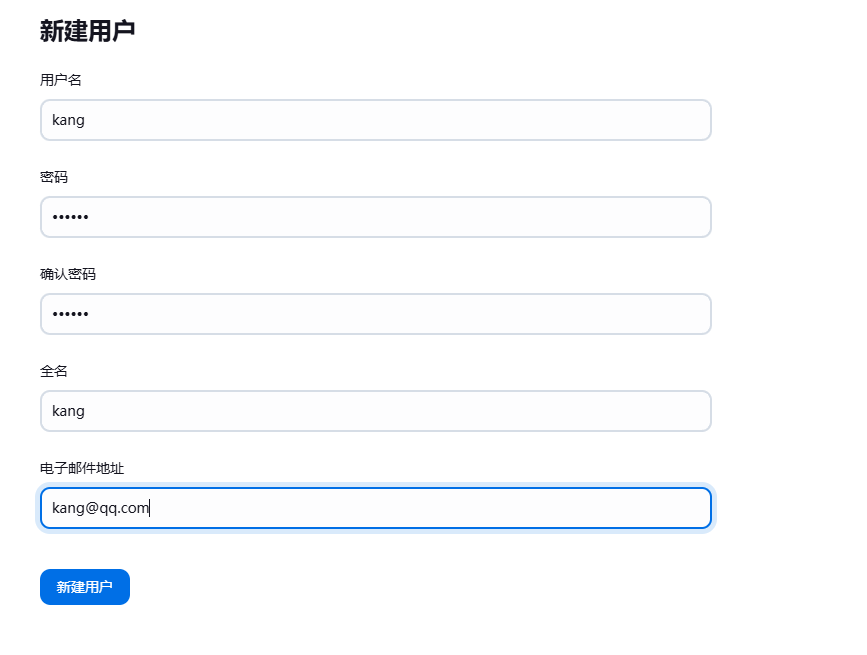 新建用户
用户名
kang
密码
••••••
确认密码
••••••
全名
kang
电子邮件地址
kang@qq.com
新建用户